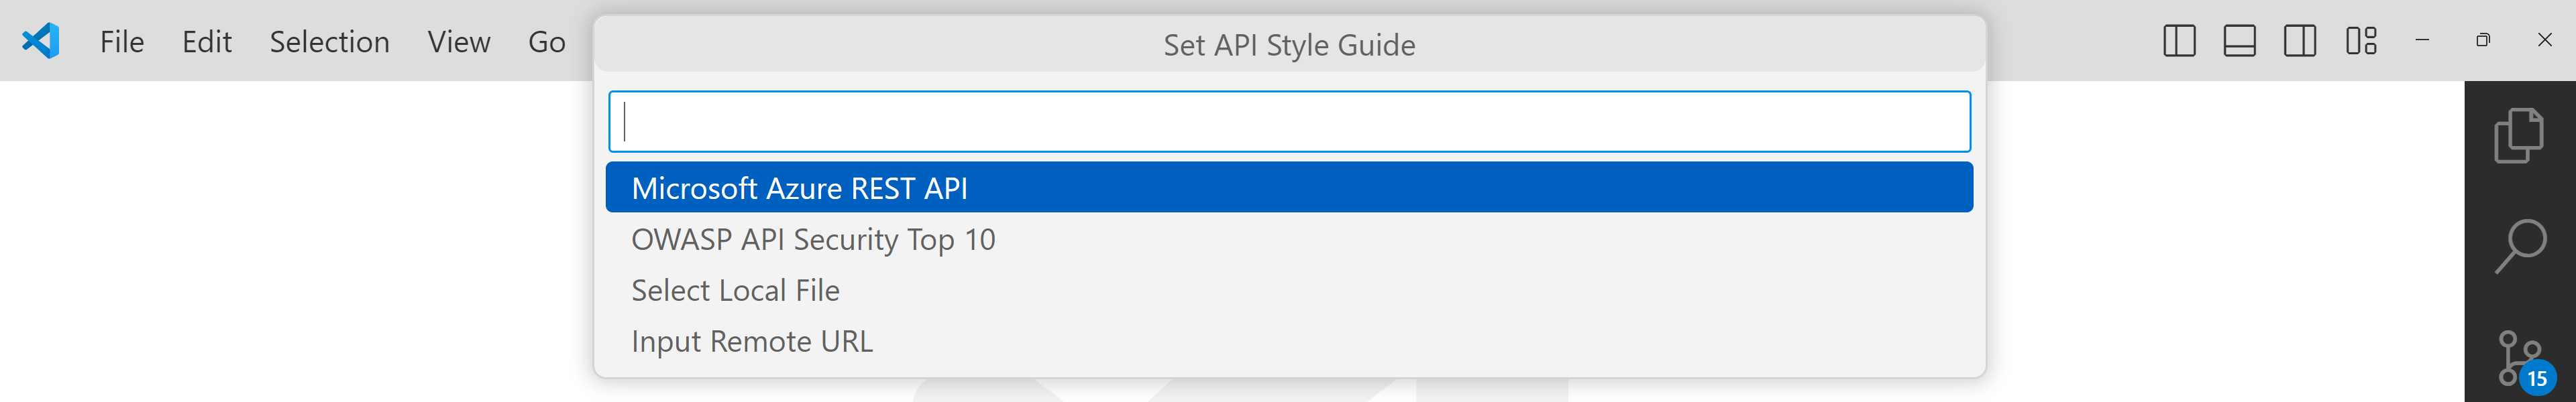 File Edit Selection View Go
Set API Style Guide
Microsoft Azure REST API
OWASP API Security Top 10
Select Local File
Input Remote URL
15